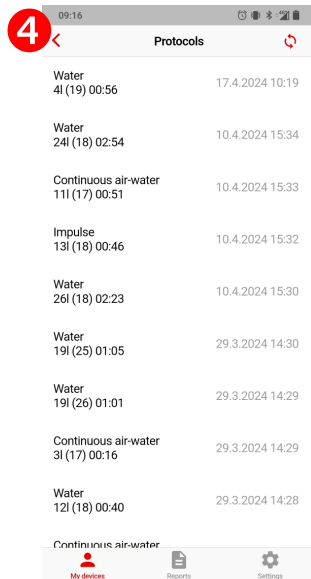 09:16
4
Protocols
Water
4l (19) 00:56
17.4.2024 10:19
Water
24l (18) 02:54
10.4.2024 15:34
Continuous air-water
11l (17) 00:51
10.4.2024 15:33
Impulse
13l (18) 00:46
10.4.2024 15:32
Water
26l (18) 02:23
10.4.2024 15:30
Water
19l (25) 01:05
29.3.2024 14:30
Water
19l (26) 01:01
29.3.2024 14:29
Continuous air-water
3l (17) 00:16
29.3.2024 14:29
Water
12l (18) 00:40
29.3.2024 14:28
Continuous air-water
My devices
Reports
Settings